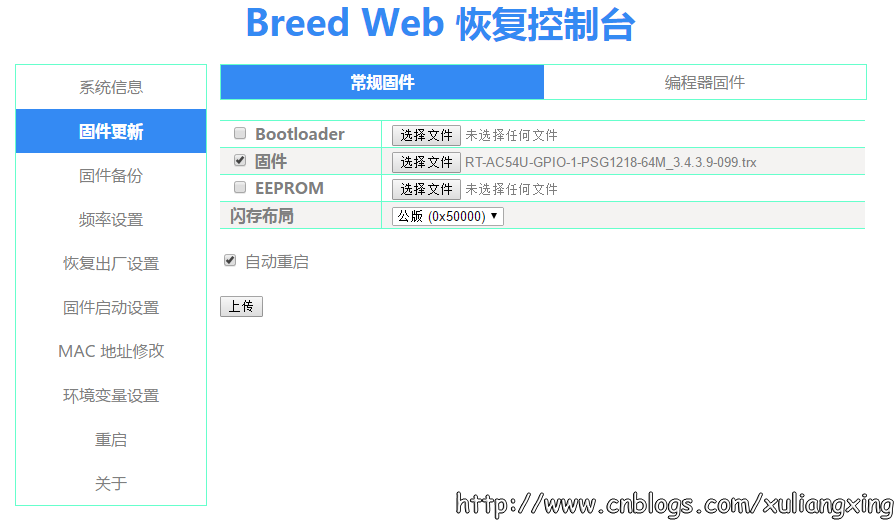 Breed Web 恢复控制台
系统信息
固件更新
固件备份
频率设置
恢复出厂设置
固件启动设置
MAC 地址修改
环境变量设置
重启
关于
常规固件 编程器固件
Bootloader 选择文件 未选择任何文件
固件 选择文件 RT-AC54U-GPIO-1-PSG1218-64M_3.4.3.9-099.trx
EEPROM 选择文件 未选择任何文件
闪存布局 公版 (0x50000)
自动重启
上传
http://www.cnblogs.com/xuliangxing